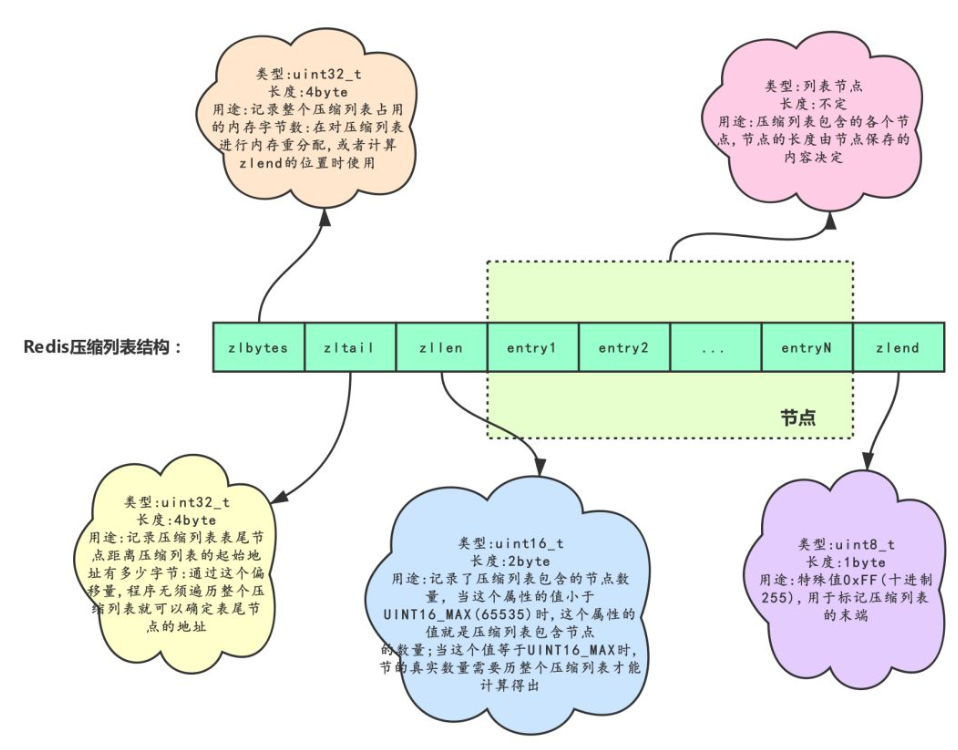 类型:uint32_t
长度:4byte
用途:记录整个压缩列表占用
的内存字节数:在对压缩列表
进行内存重分配,或者计算
zlend的位置时使用
类型:列表节点
长度:不定
用途:压缩列表包含的各个节
点,节点的长度由节点保存的
内容决定
Redis压缩列表结构：
zlbytes
zltail
zllen
entry1
entry2
...
entryN
zlend
节点
类型:uint32_t
长度:4byte
用途:记录压缩列表表尾节
点距离压缩列表的起始地
址有多少字节:通过这个偏
移量,程序无须遍历整个压
缩列表就可以确定表尾节
点的地址
类型:uint16_t
长度:2byte
用途:记录了压缩列表包含的节点数
量, 当这个属性的值小于
UINT16_MAX(65535)时,这个属性的
值就是压缩列表包含节点
的数量;当这个值等于UINT16_MAX时,
节的真实数量需要历整个压缩列表才能
计算得出
类型:uint8_t
长度:1byte
用途:特殊值0xFF(十进制
255),用于标记压缩列表
的末端